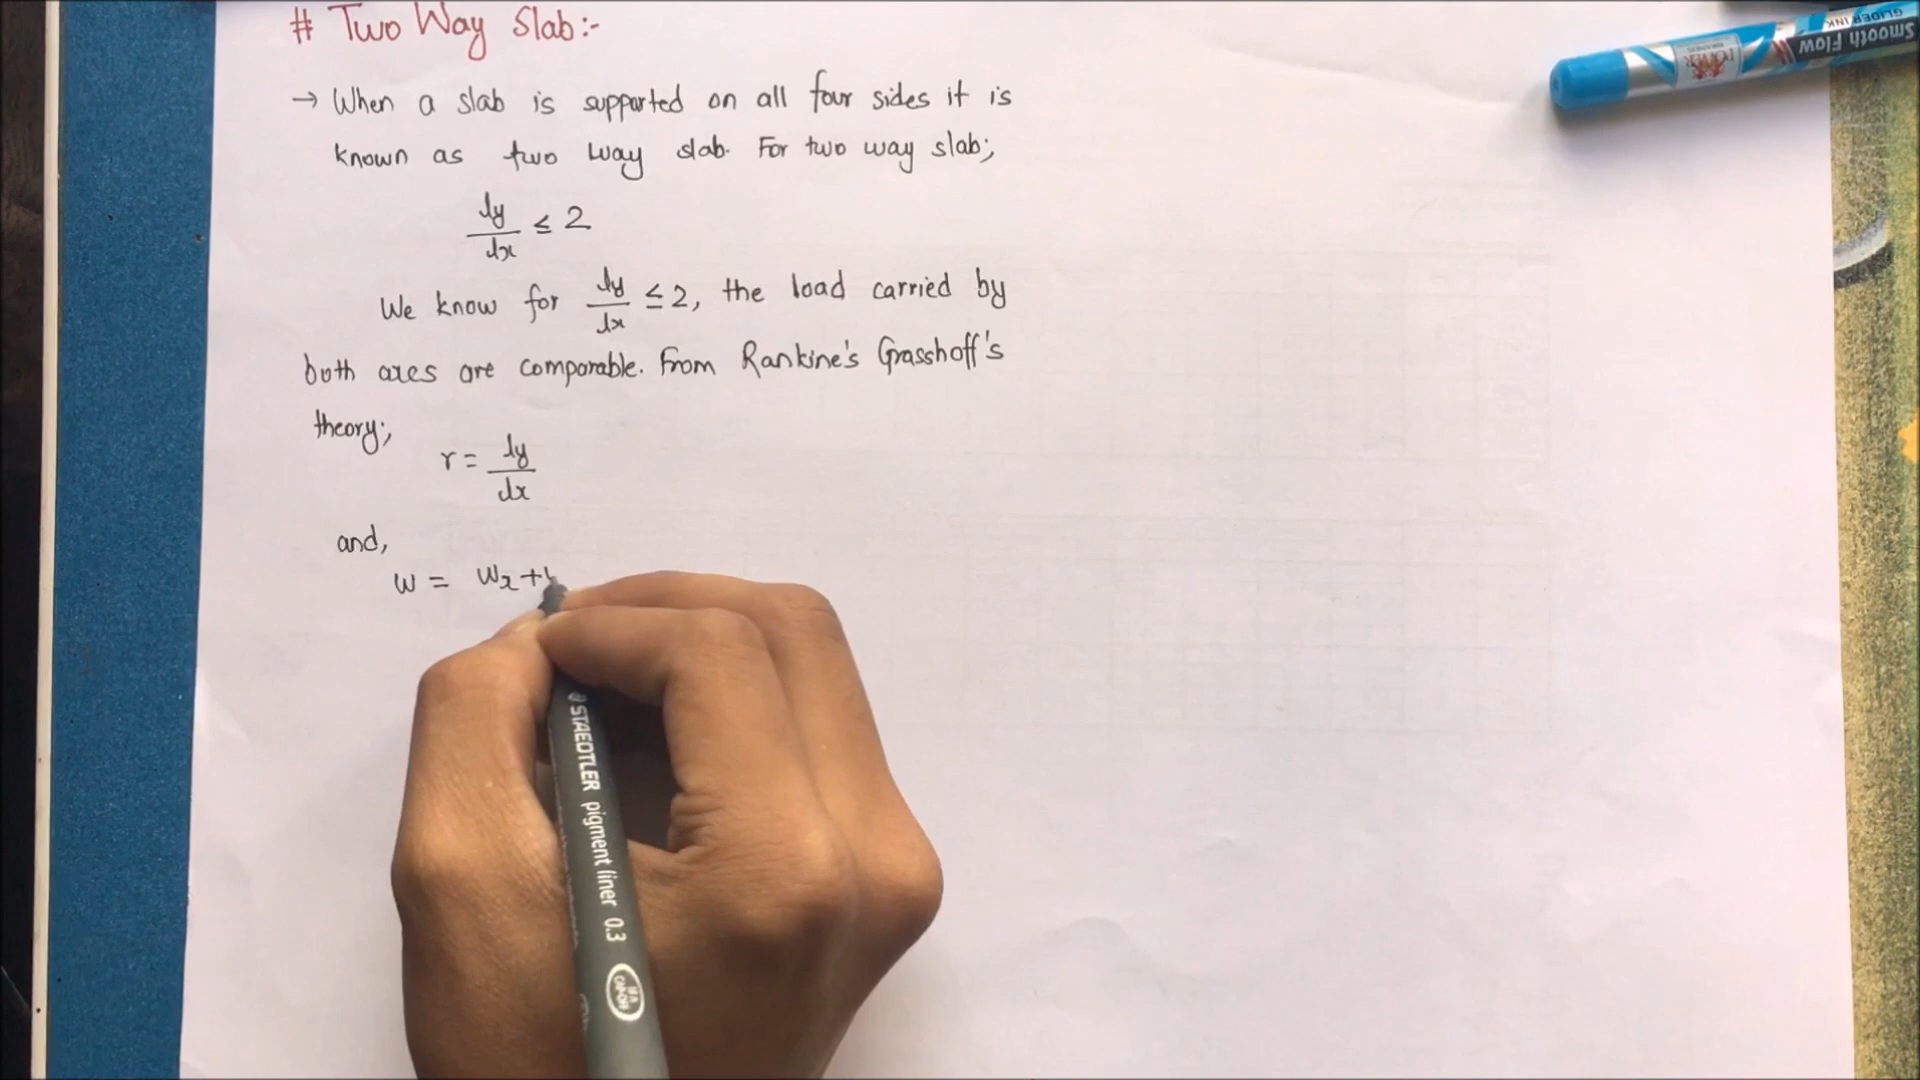 # Two Way Slab:-
→ When a slab is supported on all four sides it is
known as two way slab. For two way slab;
ly/lx ≤ 2
We know for ly/lx ≤ 2, the load carried by
both axes are comparable. From Rankine's Grasshoff's
theory;
r = ly/lx
and,
W = Wx +
STAEDTLER pigment liner 0.3
Smooth Flow
GLIDER INK